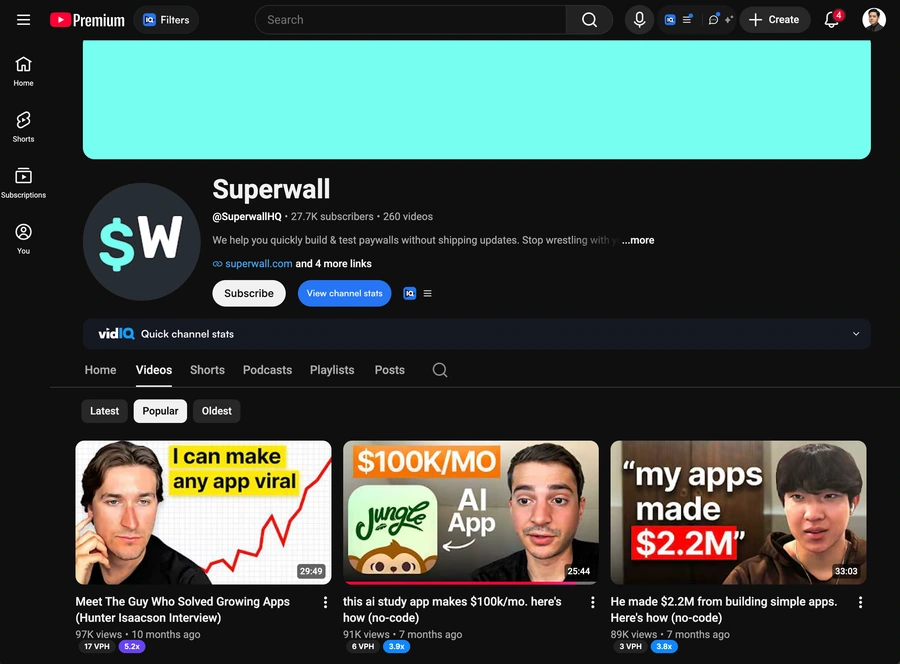 Premium
IQ Filters
Search
IQ
Create
4
Home
Shorts
Subscriptions
You
$W
Superwall
@SuperwallHQ • 27.7K subscribers • 260 videos
We help you quickly build & test paywalls without shipping updates. Stop wrestling with ...more
superwall.com and 4 more links
Subscribe
View channel stats
IQ
vidIQ Quick channel stats
Home
Videos
Shorts
Podcasts
Playlists
Posts
Latest
Popular
Oldest
I can make
any app viral
29:49
Meet The Guy Who Solved Growing Apps
(Hunter Isaacson Interview)
97K views • 10 months ago
17 VPH 5.2x
$100K/MO
jungle
AI
App
25:44
this ai study app makes $100k/mo. here's
how (no-code)
91K views • 7 months ago
6 VPH 3.9x
“my apps
made
$2.2M”
33:03
He made $2.2M from building simple apps.
Here's how (no-code)
89K views • 7 months ago
3 VPH 3.8x